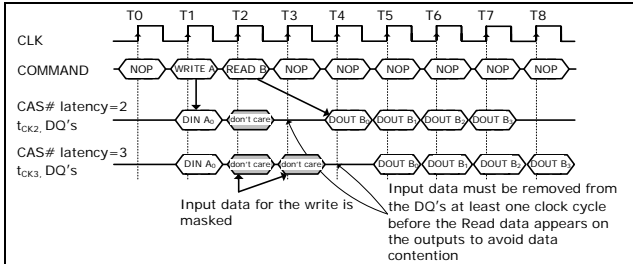 T0 T1 T2 T3 T4 T5 T6 T7 T8
CLK
COMMAND NOP WRITE A READ B NOP NOP NOP NOP NOP NOP
CAS# latency=2
tCK2, DQ's DIN A0 don't care DOUT B0 DOUT B1 DOUT B2 DOUT B3
CAS# latency=3
tCK3, DQ's DIN A0 don't care don't care DOUT B0 DOUT B1 DOUT B2 DOUT B3
Input data for the write is
masked
Input data must be removed from
the DQ's at least one clock cycle
before the Read data appears on
the outputs to avoid data
contention